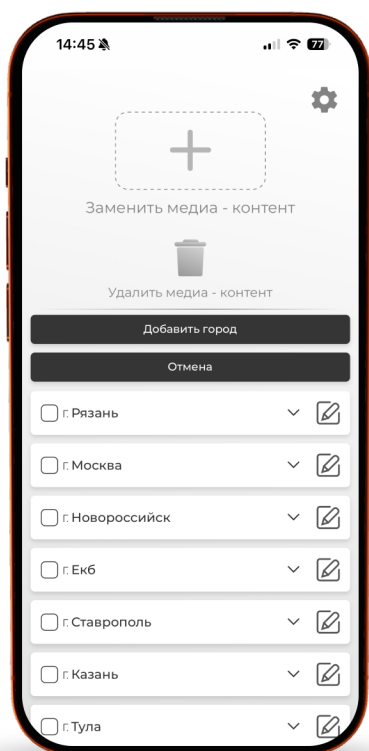 14:45
77
Заменить медиа - контент
Удалить медиа - контент
Добавить город
Отмена
г. Рязань
г. Москва
г. Новороссийск
г. Екб
г. Ставрополь
г. Казань
г. Тула